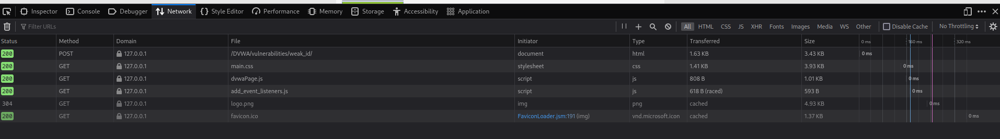 Inspector Console Debugger Network Style Editor Performance Memory Storage Accessibility Application
Filter URLs All HTML CSS JS XHR Fonts Images Media WS Other Disable Cache No Throttling
Status Method Domain File Initiator Type Transferred Size 0 ms 160 ms 320 ms
200 POST 127.0.0.1 /DVWA/vulnerabilities/weak_id/ document html 1.63 KB 3.43 KB 0 ms
200 GET 127.0.0.1 main.css stylesheet css 1.41 KB 3.93 KB 0 ms
200 GET 127.0.0.1 dvwaPage.js script js 808 B 1.01 KB 0 ms
200 GET 127.0.0.1 add_event_listeners.js script js 618 B (raced) 593 B 0 ms
304 GET 127.0.0.1 logo.png img png cached 4.93 KB 0 ms
200 GET 127.0.0.1 favicon.ico FaviconLoader.jsm:191 (img) vnd.microsoft.icon cached 1.37 KB 0 ms